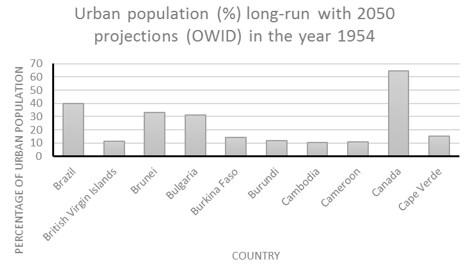 Urban population (%) long-run with 2050
projections (OWID) in the year 1954
PERCENTAGE OF URBAN POPULATION
70
60
50
40
30
20
10
0
Brazil
British Virgin Islands
Brunei
Bulgaria
Burkina Faso
Burundi
Cambodia
Cameroon
Canada
Cape Verde
COUNTRY